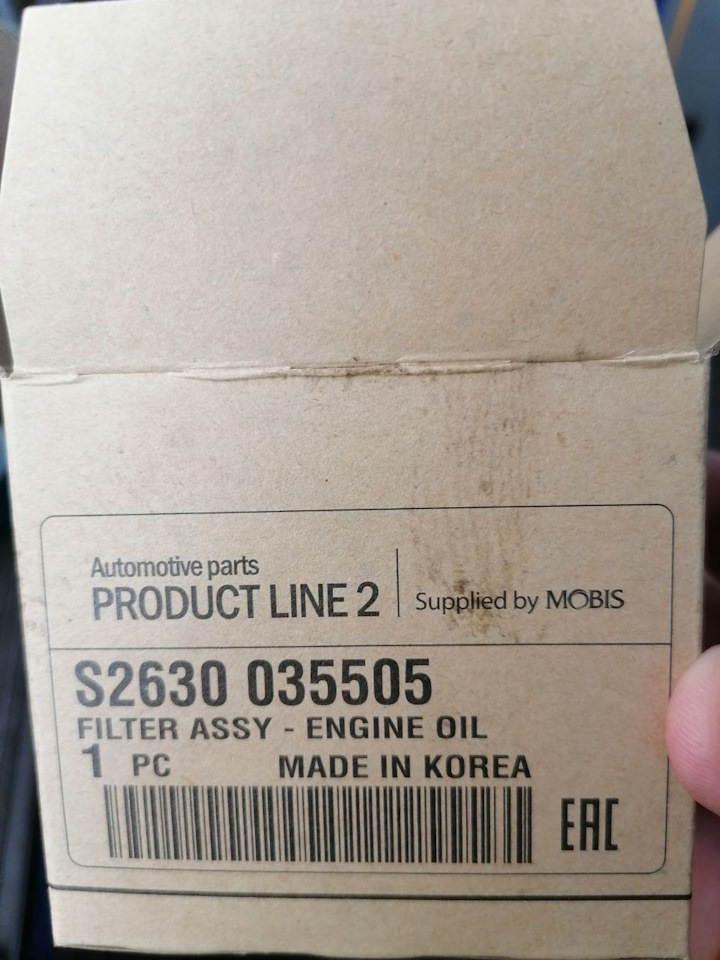 Automotive parts
PRODUCT LINE 2
Supplied by MOBIS
S2630 035505
FILTER ASSY - ENGINE OIL
1 PC MADE IN KOREA
EAC